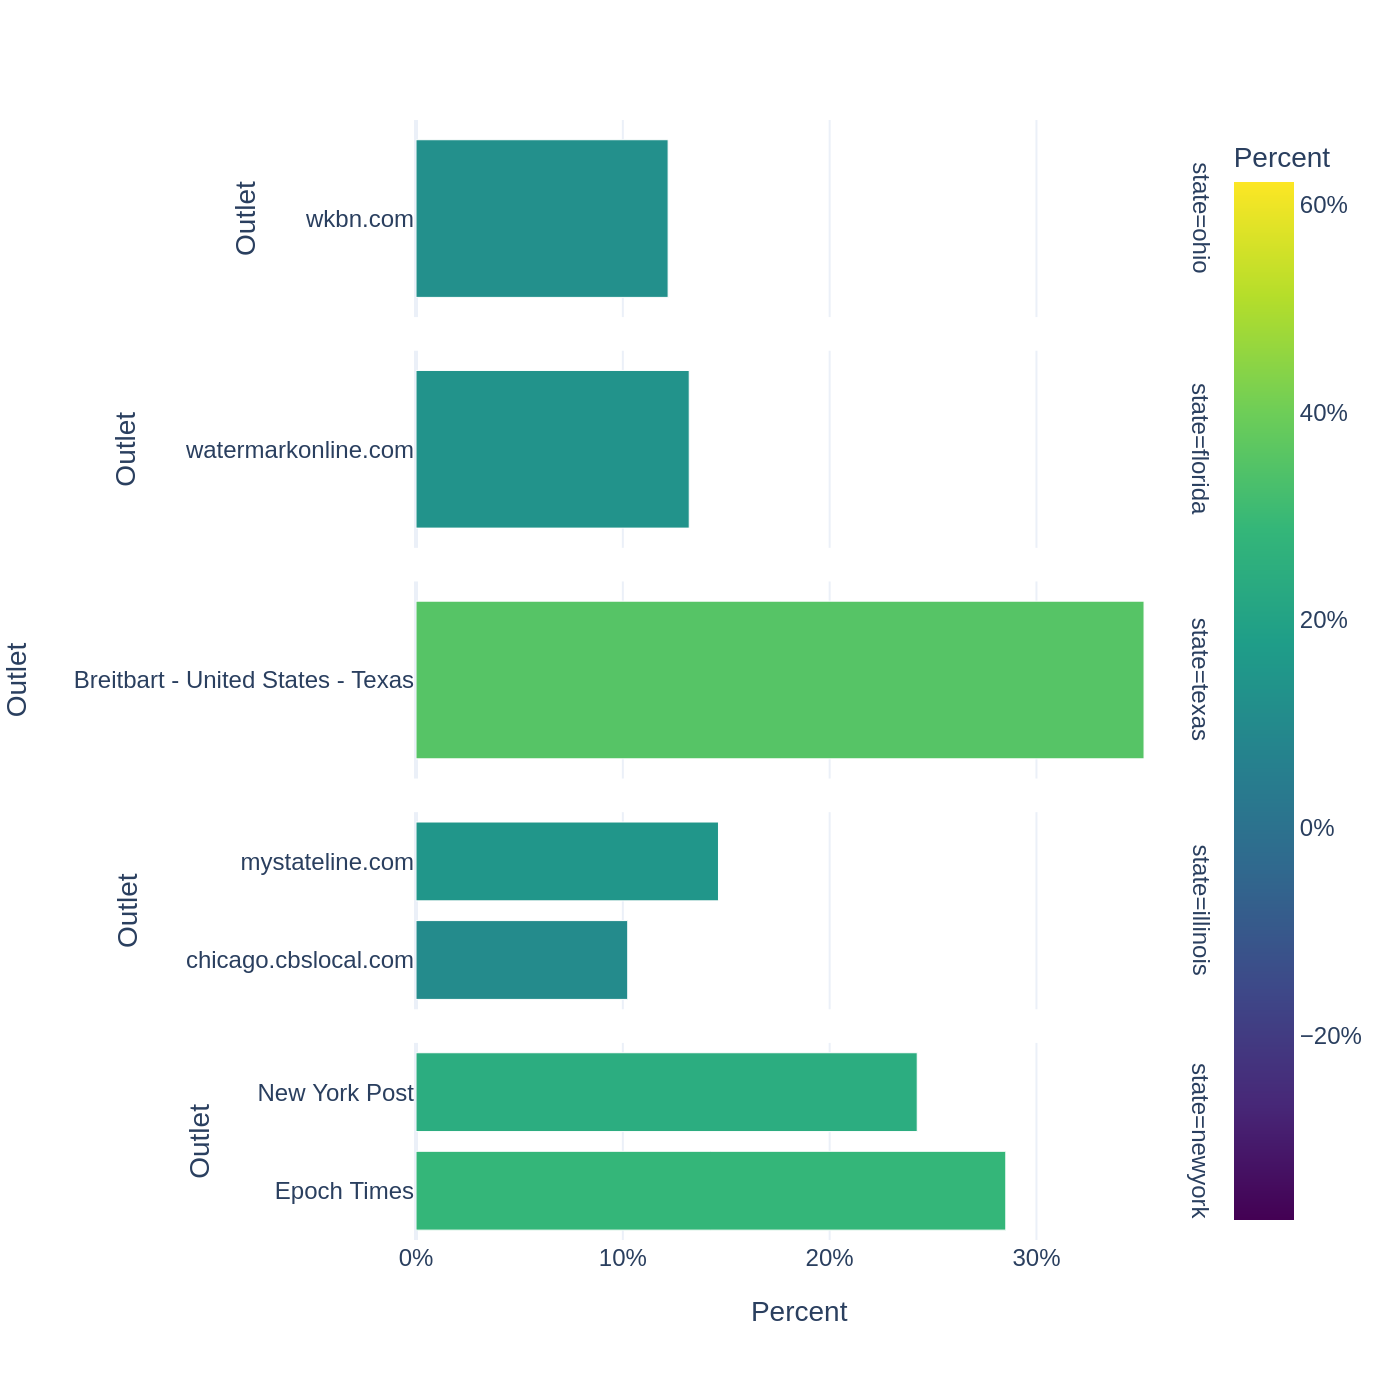 Outlet
wkbn.com
state=ohio
Outlet
watermarkonline.com
state=florida
Outlet
Breitbart - United States - Texas
state=texas
Outlet
mystateline.com
chicago.cbslocal.com
state=illinois
Outlet
New York Post
Epoch Times
state=newyork
0% 10% 20% 30%
Percent
Percent
60%
40%
20%
0%
−20%